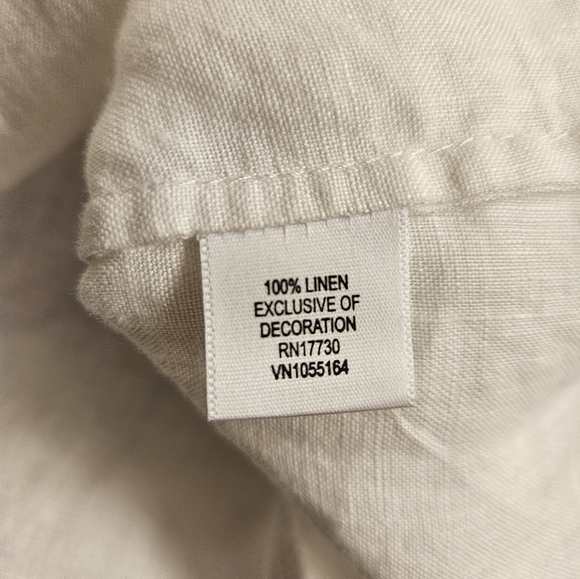 100% LINEN
EXCLUSIVE OF
DECORATION
RN17730
VN1055164